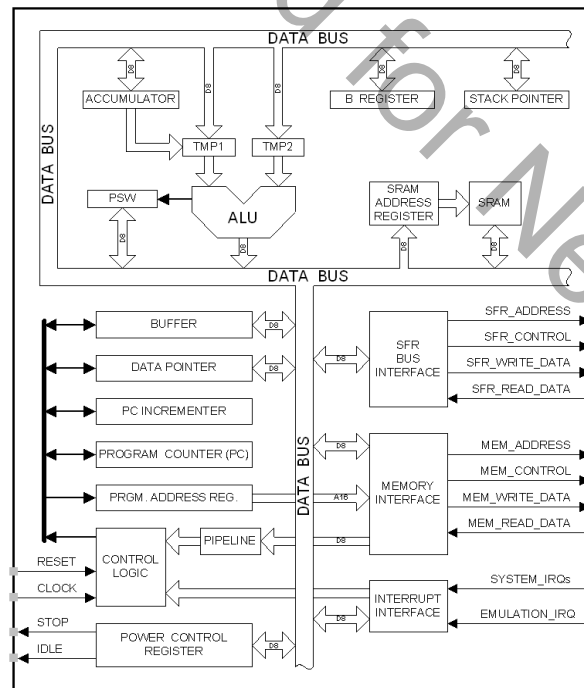 DATA BUS
D8
D8
D8
D8
D8
ACCUMULATOR
B REGISTER
STACK POINTER
DATA BUS
TMP1
TMP2
PSW
ALU
SRAM
ADDRESS
REGISTER
SRAM
D8
D8
D8
D8
DATA BUS
BUFFER
D8
DATA POINTER
D8
PC INCREMENTER
PROGRAM COUNTER (PC)
PRGM. ADDRESS REG.
A16
DATA BUS
D8
SFR
BUS
INTERFACE
SFR_ADDRESS
SFR_CONTROL
SFR_WRITE_DATA
SFR_READ_DATA
D8
MEMORY
INTERFACE
MEM_ADDRESS
MEM_CONTROL
MEM_WRITE_DATA
MEM_READ_DATA
RESET
CLOCK
CONTROL
LOGIC
PIPELINE
D8
INTERRUPT
INTERFACE
SYSTEM_IRQs
EMULATION_IRQ
D8
STOP
IDLE
POWER CONTROL
REGISTER
D8
for Ne